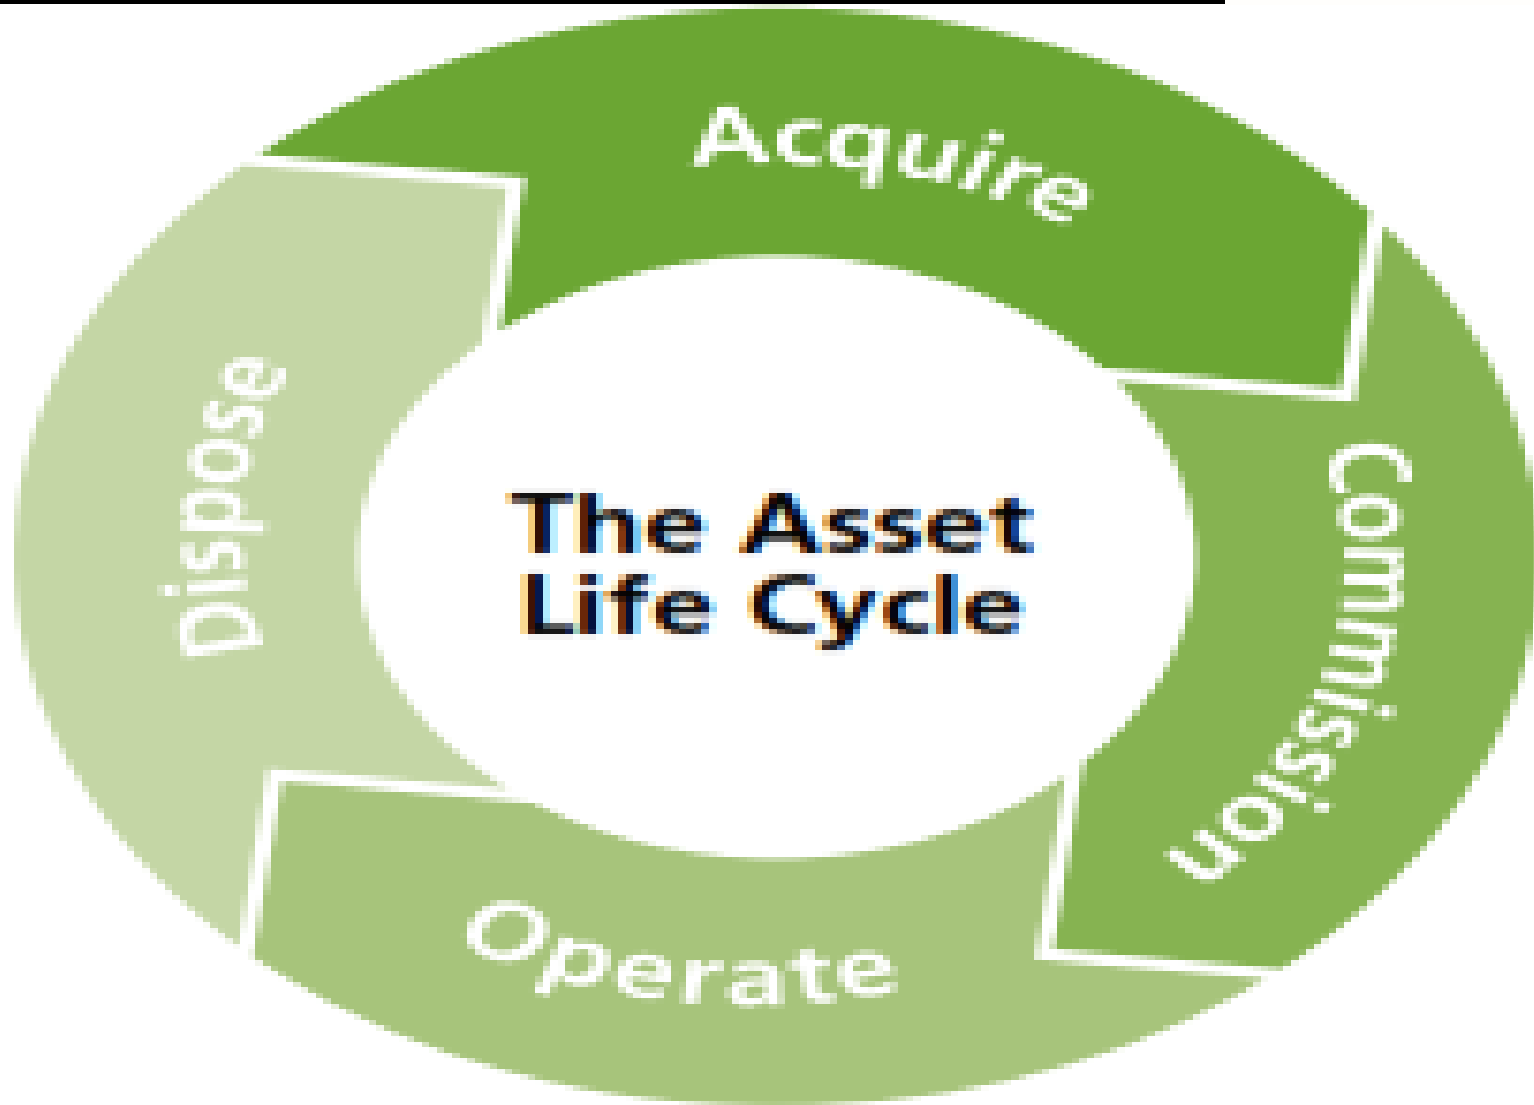 Acquire
Commission
Operate
Dispose
The Asset
Life Cycle